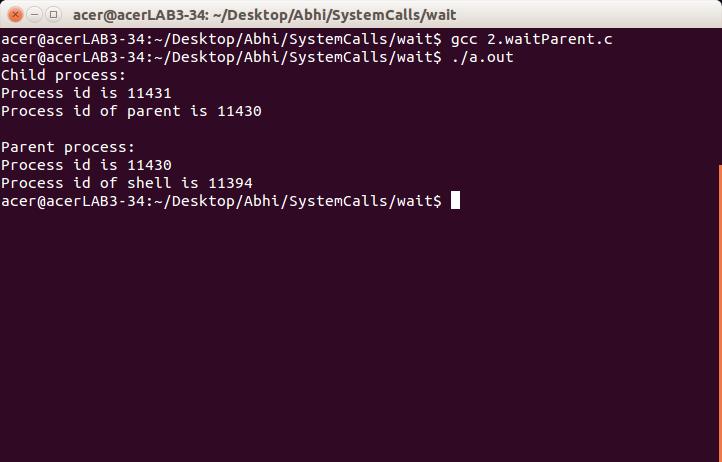 acer@acerLAB3-34: ~/Desktop/Abhi/SystemCalls/wait
acer@acerLAB3-34:~/Desktop/Abhi/SystemCalls/wait$ gcc 2.waitParent.c
acer@acerLAB3-34:~/Desktop/Abhi/SystemCalls/wait$ ./a.out
Child process:
Process id is 11431
Process id of parent is 11430
Parent process:
Process id is 11430
Process id of shell is 11394
acer@acerLAB3-34:~/Desktop/Abhi/SystemCalls/wait$